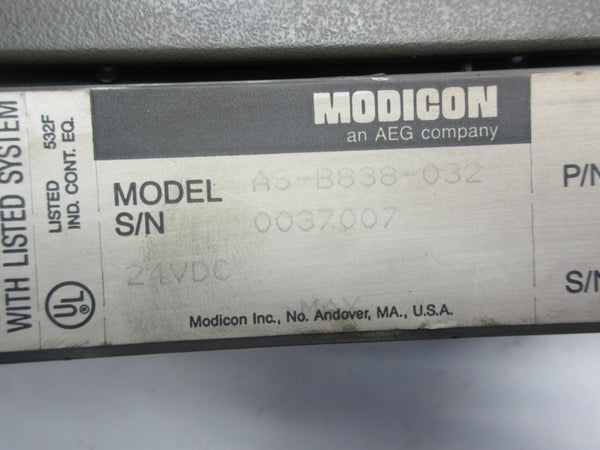 WITH LISTED SYSTEM
LISTED 532F
IND. CONT. EQ.
UL
MODICON
an AEG company
MODEL AS-B838-032
S/N 0037007
24VDC
MAX
Modicon Inc., No. Andover, MA., U.S.A.
P/N
S/N